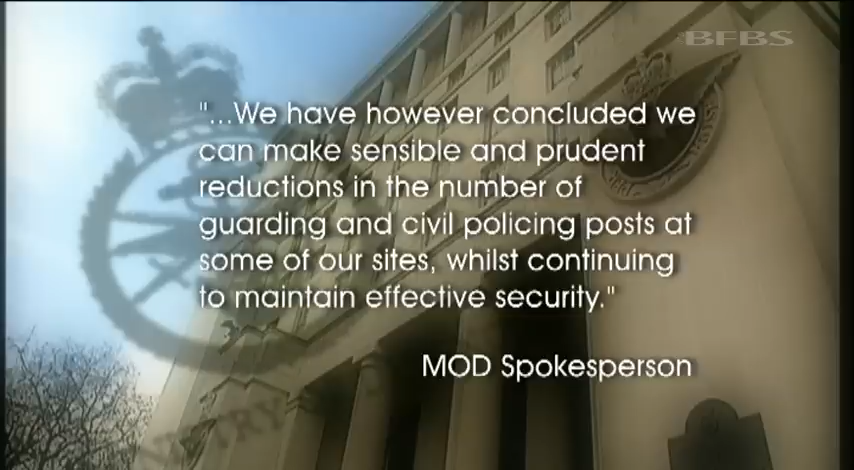 BFBS
"...We have however concluded we
can make sensible and prudent
reductions in the number of
guarding and civil policing posts at
some of our sites, whilst continuing
to maintain effective security."
MOD Spokesperson